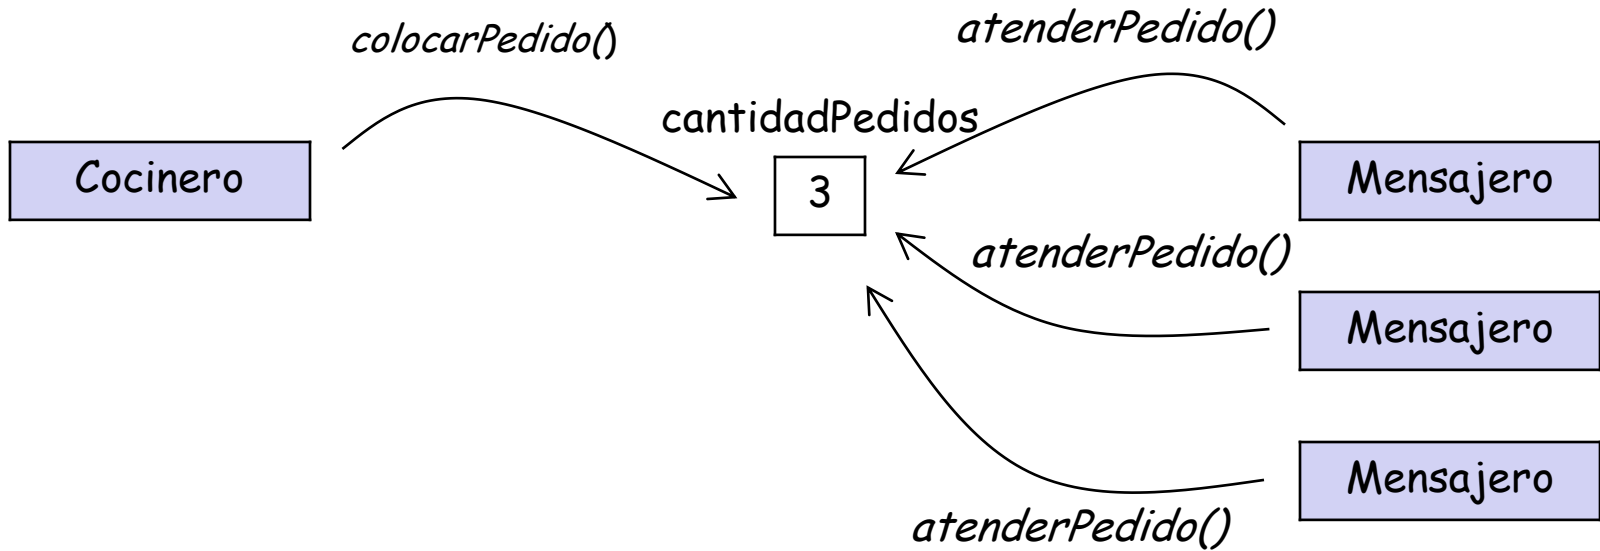 colocarPedido()
atenderPedido()
cantidadPedidos
Cocinero
3
Mensajero
atenderPedido()
Mensajero
Mensajero
atenderPedido()